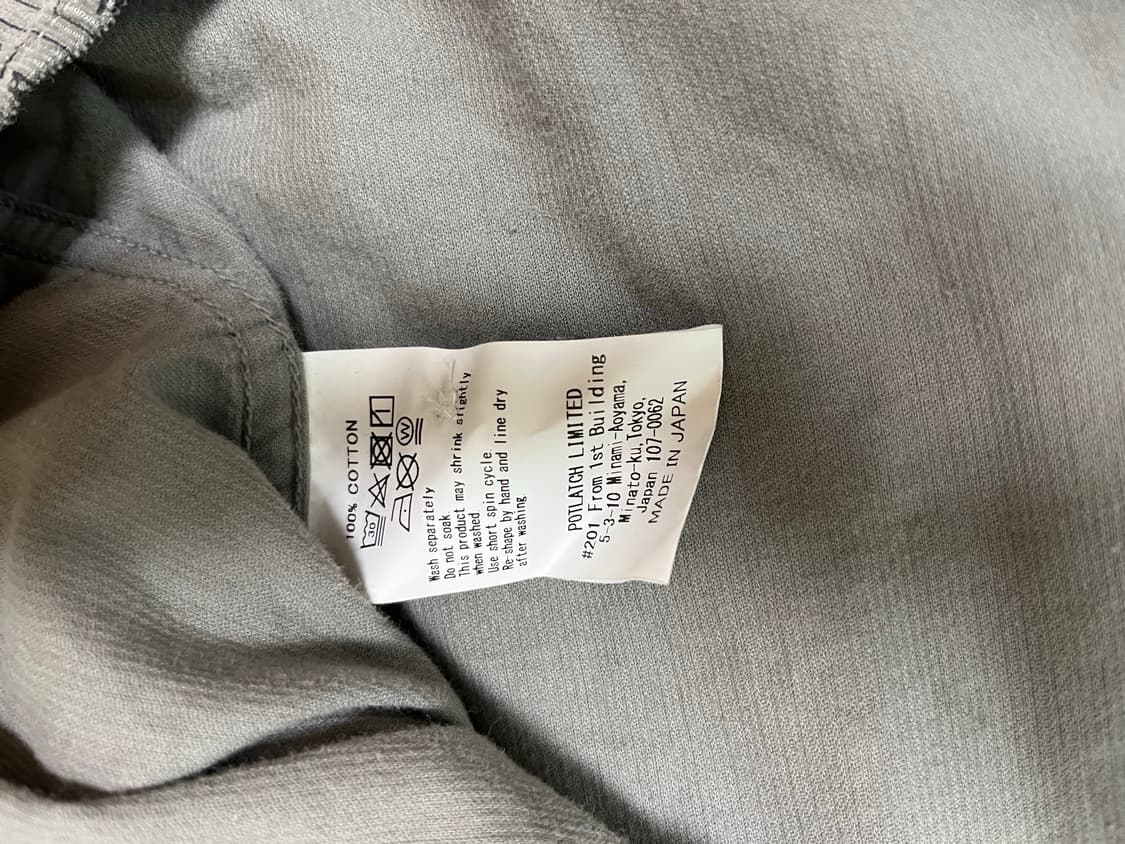 100% COTTON
30
W
Wash separately
Do not soak
This product may shrink slightly
when washed
Use short spin cycle.
Re-shape by hand and line dry
after washing
POTLATCH LIMITED
#201 From 1st Building
5-3-10 Minami-Aoyama,
Minato-ku, Tokyo,
Japan 107-0062
MADE IN JAPAN